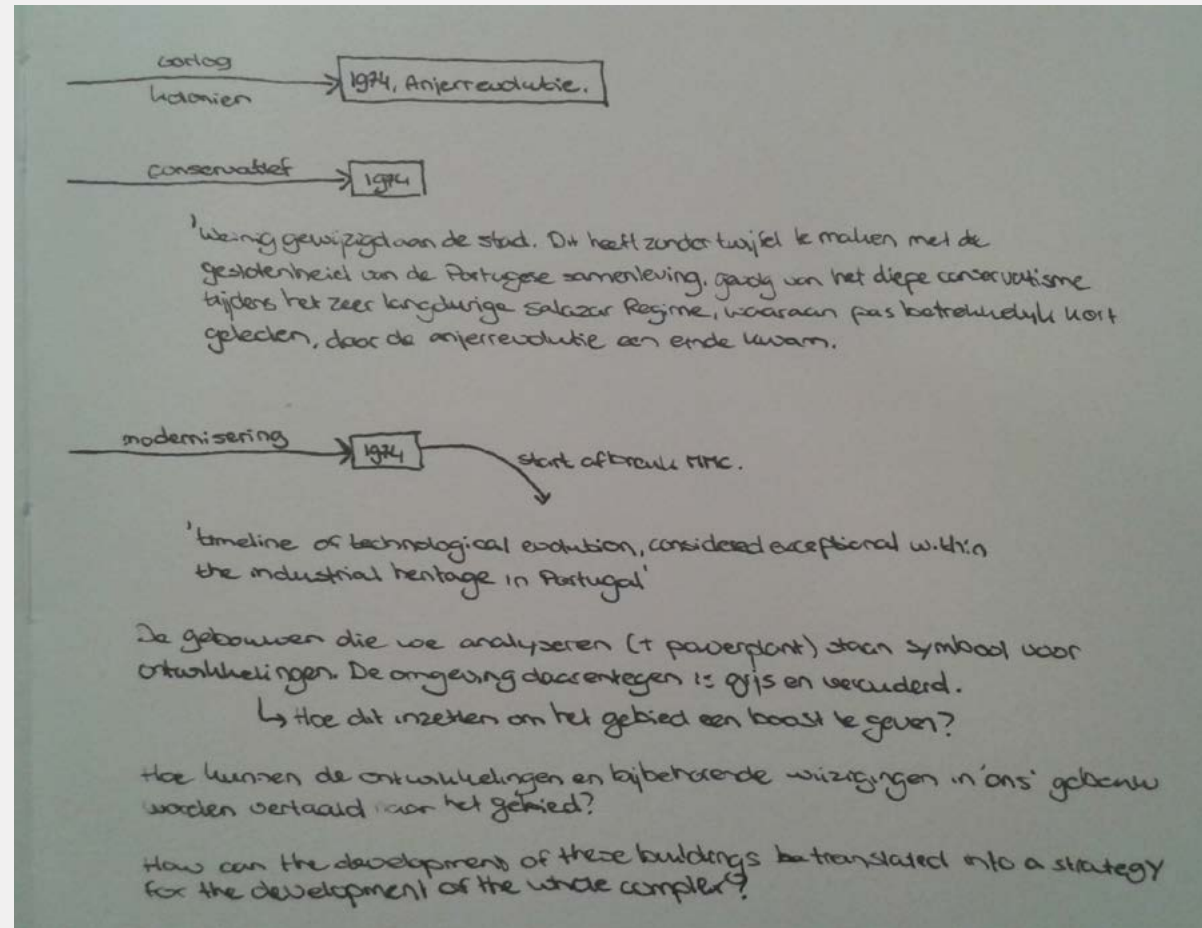 oorlog
kolonien
1974, Anjerrevolutie.
conservatief
1974
'Weinig gewijzigd aan de stad. Dit heeft zonder twijfel te maken met de
geslotenheid van de Portugese samenleving, gevolg van het diepe conservatisme
tijdens het zeer langdurige Salazar Regime, waaraan pas betrekkelijk kort
geleden, door de anjerrevolutie een einde kwam.
modernisering
1974
start afbraak MMC.
'timeline of technological evolution, considered exceptional within
the industrial heritage in Portugal'
De gebouwen die we analyseren (+ powerplant) staan symbool voor
ontwikkelingen. De omgeving daarentegen is grijs en verouderd.
↳ Hoe dit inzetten om het gebied een boost te geven?
Hoe kunnen de ontwikkelingen en bijbehorende wijzigingen in 'ons' gebouw
worden vertaald naar het gebied?
How can the development of these buildings be translated into a strategy
for the development of the whole complex?